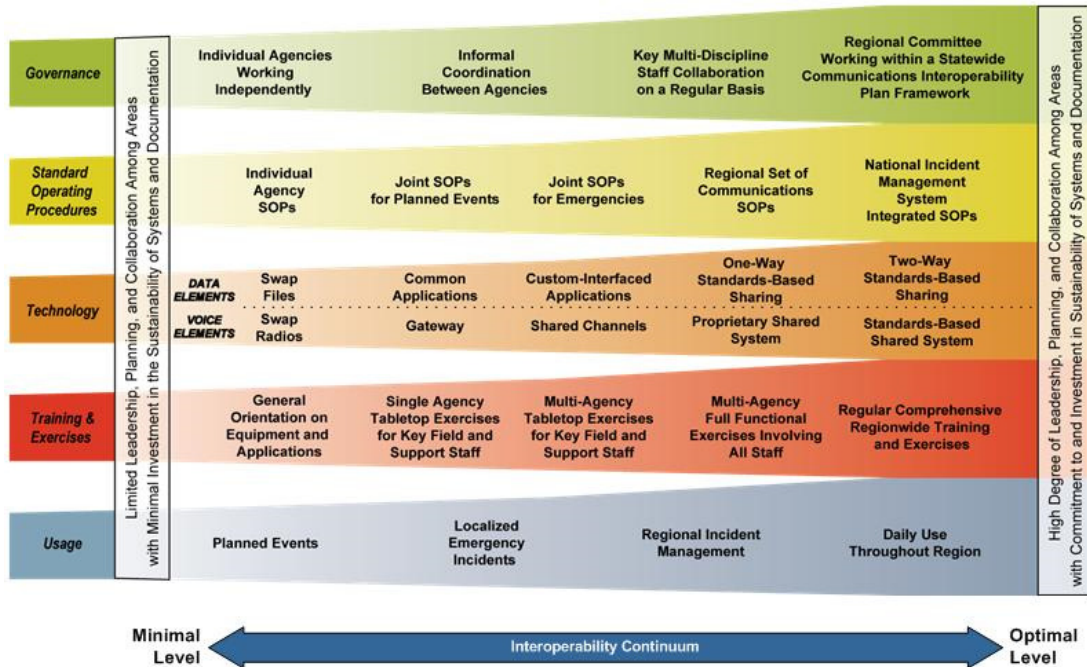 Governance
Individual Agencies
Working
Independently
Informal
Coordination
Between Agencies
Key Multi-Discipline
Staff Collaboration
on a Regular Basis
Regional Committee
Working within a Statewide
Communications Interoperability
Plan Framework
Standard
Operating
Procedures
Individual
Agency
SOPs
Joint SOPs
for Planned Events
Joint SOPs
for Emergencies
Regional Set of
Communications
SOPs
National Incident
Management
System
Integrated SOPs
Technology
DATA
ELEMENTS
Swap
Files
Common
Applications
Custom-Interfaced
Applications
One-Way
Standards-Based
Sharing
Two-Way
Standards-Based
Sharing
VOICE
ELEMENTS
Swap
Radios
Gateway
Shared Channels
Proprietary Shared
System
Standards-Based
Shared System
Training &
Exercises
General
Orientation on
Equipment and
Applications
Single Agency
Tabletop Exercises
for Key Field and
Support Staff
Multi-Agency
Tabletop Exercises
for Key Field and
Support Staff
Multi-Agency
Full Functional
Exercises Involving
All Staff
Regular Comprehensive
Regionwide Training
and Exercises
Usage
Planned Events
Localized
Emergency
Incidents
Regional Incident
Management
Daily Use
Throughout Region
Limited Leadership, Planning, and Collaboration Among Areas
with Minimal Investment in the Sustainability of Systems and Documentation
High Degree of Leadership, Planning, and Collaboration Among Areas
with Commitment to and Investment in Sustainability of Systems and Documentation
Minimal
Level
Interoperability Continuum
Optimal
Level